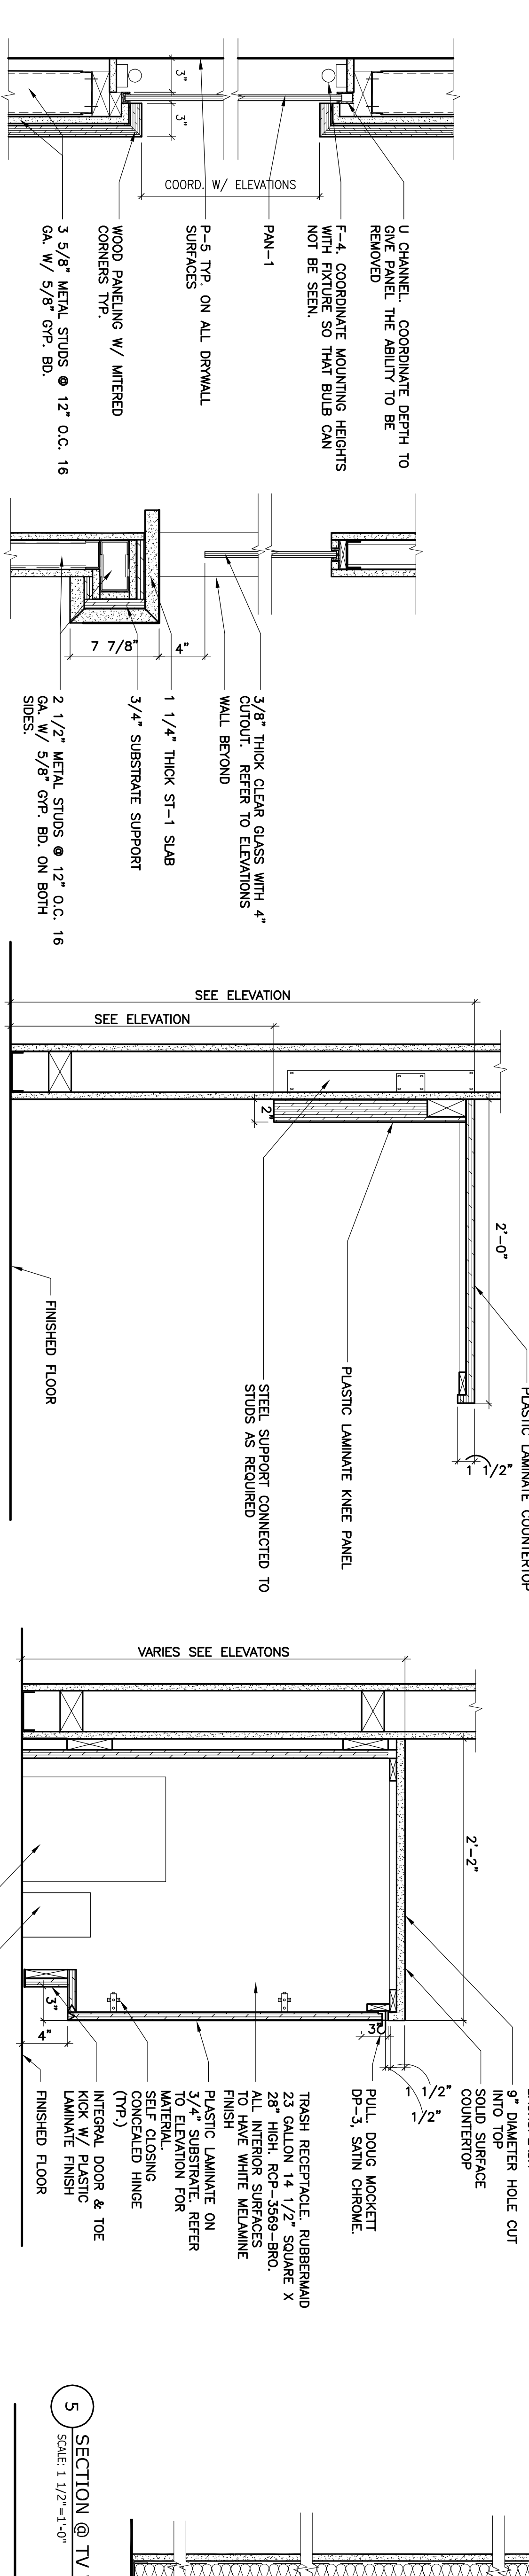 3"
3"
COORD. W/ ELEVATIONS
U CHANNEL. COORDINATE DEPTH TO
GIVE PANEL THE ABILITY TO BE
REMOVED
F-4. COORDINATE MOUNTING HEIGHTS
WITH FIXTURE SO THAT BULB CAN
NOT BE SEEN.
PAN-1
P-5 TYP. ON ALL DRYWALL
SURFACES
WOOD PANELING W/ MITERED
CORNERS TYP.
3 5/8" METAL STUDS @ 12" O.C. 16
GA. W/ 5/8" GYP. BD.
7 7/8"
4"
3/8" THICK CLEAR GLASS WITH 4"
CUTOUT. REFER TO ELEVATIONS
WALL BEYOND
1 1/4" THICK ST-1 SLAB
3/4" SUBSTRATE SUPPORT
2 1/2" METAL STUDS @ 12" O.C. 16
GA. W/ 5/8" GYP. BD. ON BOTH
SIDES.
SEE ELEVATION
SEE ELEVATION
2"
2'-0"
1 1/2"
PLASTIC LAMINATE COUNTERTOP
PLASTIC LAMINATE KNEE PANEL
STEEL SUPPORT CONNECTED TO
STUDS AS REQUIRED
FINISHED FLOOR
VARIES SEE ELEVATONS
2'-2"
3"
3"
4"
1 1/2"
1/2"
9" DIAMETER HOLE CUT
INTO TOP
SOLID SURFACE
COUNTERTOP
PULL. DOUG MOCKETT
DP-3, SATIN CHROME.
TRASH RECEPTACLE. RUBBERMAID
23 GALLON 14 1/2" SQUARE X
28" HIGH. RCP-3569-BRO.
ALL INTERIOR SURFACES
TO HAVE WHITE MELAMINE
FINISH
PLASTIC LAMINATE ON
3/4" SUBSTRATE. REFER
TO ELEVATION FOR
MATERIAL.
SELF CLOSING
CONCEALED HINGE
(TYP.)
INTEGRAL DOOR & TOE
KICK W/ PLASTIC
LAMINATE FINISH
FINISHED FLOOR
5
SECTION @ TV
SCALE: 1 1/2"=1'-0"